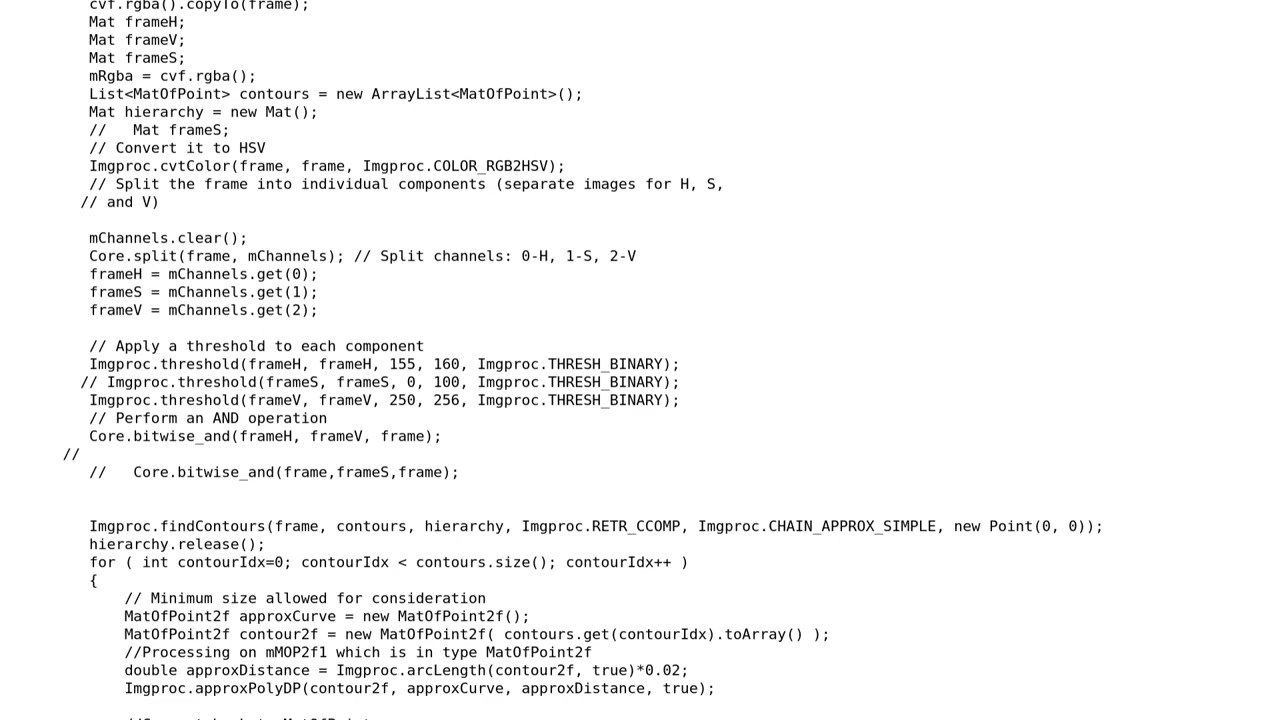 cvf.rgba().copyTo(frame);
Mat frameH;
Mat frameV;
Mat frameS;
mRgba = cvf.rgba();
List<MatOfPoint> contours = new ArrayList<MatOfPoint>();
Mat hierarchy = new Mat();
//   Mat frameS;
// Convert it to HSV
Imgproc.cvtColor(frame, frame, Imgproc.COLOR_RGB2HSV);
// Split the frame into individual components (separate images for H, S,
// and V)
mChannels.clear();
Core.split(frame, mChannels); // Split channels: 0-H, 1-S, 2-V
frameH = mChannels.get(0);
frameS = mChannels.get(1);
frameV = mChannels.get(2);
// Apply a threshold to each component
Imgproc.threshold(frameH, frameH, 155, 160, Imgproc.THRESH_BINARY);
// Imgproc.threshold(frameS, frameS, 0, 100, Imgproc.THRESH_BINARY);
Imgproc.threshold(frameV, frameV, 250, 256, Imgproc.THRESH_BINARY);
// Perform an AND operation
Core.bitwise_and(frameH, frameV, frame);
//
//   Core.bitwise_and(frame,frameS,frame);
Imgproc.findContours(frame, contours, hierarchy, Imgproc.RETR_CCOMP, Imgproc.CHAIN_APPROX_SIMPLE, new Point(0, 0));
hierarchy.release();
for ( int contourIdx=0; contourIdx < contours.size(); contourIdx++ )
{
// Minimum size allowed for consideration
MatOfPoint2f approxCurve = new MatOfPoint2f();
MatOfPoint2f contour2f = new MatOfPoint2f( contours.get(contourIdx).toArray() );
//Processing on mMOP2f1 which is in type MatOfPoint2f
double approxDistance = Imgproc.arcLength(contour2f, true)*0.02;
Imgproc.approxPolyDP(contour2f, approxCurve, approxDistance, true);